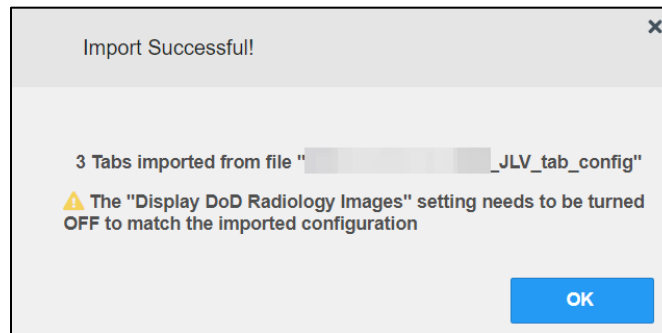 Import Successful!
3 Tabs imported from file "_JLV_tab_config"
The "Display DoD Radiology Images" setting needs to be turned
OFF to match the imported configuration
OK